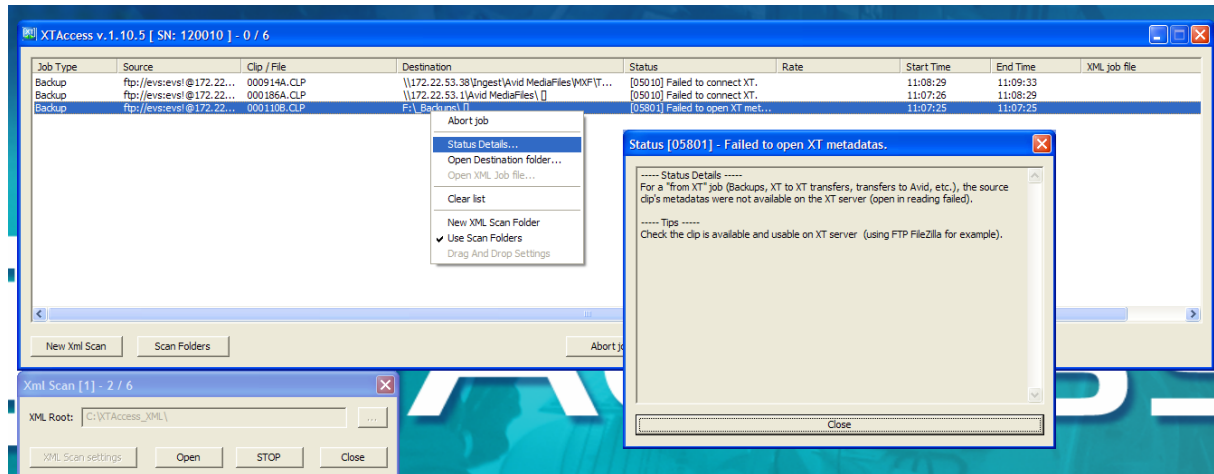 XTAccess v.1.10.5 [ SN: 120010 ] - 0 / 6
Job Type Source Clip / File Destination Status Rate Start Time End Time XML job file
Backup ftp://evs:evs!@172.22... 000914A.CLP \\172.22.53.38\Ingest\Avid MediaFiles\MXF\T... [05010] Failed to connect XT. 11:08:29 11:09:33
Backup ftp://evs:evs!@172.22... 000186A.CLP \\172.22.53.1\Avid MediaFiles\ [] [05010] Failed to connect XT. 11:07:26 11:08:29
Backup ftp://evs:evs!@172.22... 000110B.CLP F:\_Backups\ [] [05801] Failed to open XT met... 11:07:25 11:07:25
Abort job
Status Details...
Open Destination folder...
Open XML Job file...
Clear list
New XML Scan Folder
Use Scan Folders
Drag And Drop Settings
Status [05801] - Failed to open XT metadatas.
----- Status Details -----
For a "from XT" job (Backups, XT to XT transfers, transfers to Avid, etc.), the source
clip's metadatas were not available on the XT server (open in reading failed).
----- Tips -----
Check the clip is available and usable on XT server (using FTP FileZilla for example).
Close
New Xml Scan Scan Folders Abort
Xml Scan [1] - 2 / 6
XML Root: C:\XTAccess_XML\ ...
XML Scan settings Open STOP Close